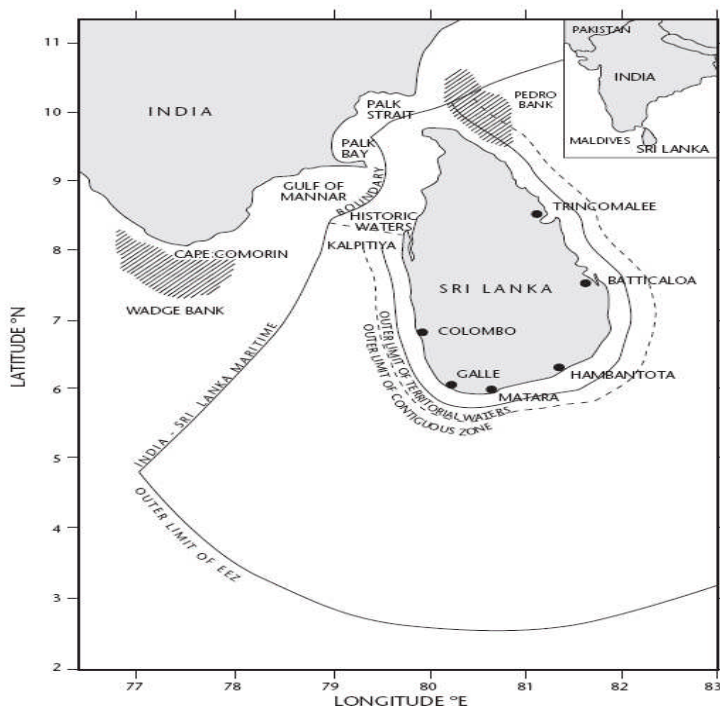 11
10
9
8
7
6
5
4
3
2
LATITUDE °N
77
78
79
80
81
82
83
LONGITUDE °E
INDIA
PALK
STRAIT
PALK
BAY
GULF OF
MANNAR
PEDRO
BANK
PAKISTAN
INDIA
MALDIVES
SRI LANKA
BOUNDARY
HISTORIC
WATERS
KALPITIYA
TRINCOMALEE
CAPE COMORIN
WADGE BANK
BATTICALOA
SRI LANKA
COLOMBO
GALLE
MATARA
HAMBANTOTA
OUTER LIMIT OF TERRITORIAL WATERS
OUTER LIMIT OF CONTIGUOUS ZONE
INDIA - SRI LANKA MARITIME
OUTER LIMIT OF EEZ